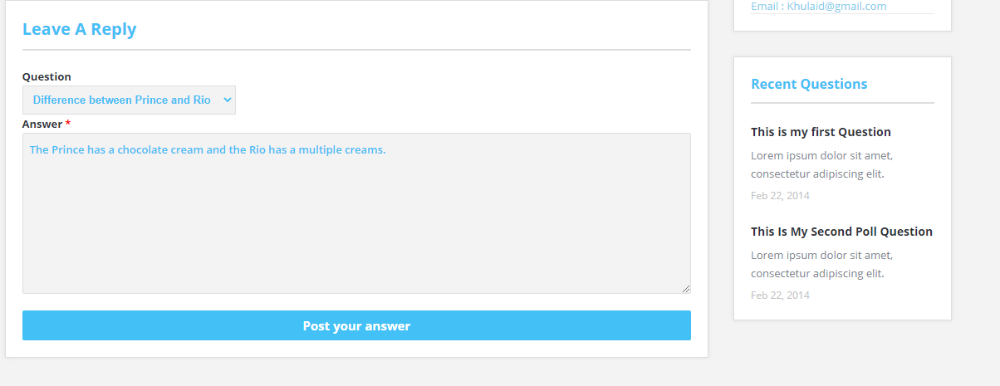 Leave A Reply
Question
Difference between Prince and Rio
Answer *
The Prince has a chocolate cream and the Rio has a multiple creams.
Post your answer
Email : Khulaid@gmail.com
Recent Questions
This is my first Question
Lorem ipsum dolor sit amet,
consectetur adipiscing elit.
Feb 22, 2014
This Is My Second Poll Question
Lorem ipsum dolor sit amet,
consectetur adipiscing elit.
Feb 22, 2014